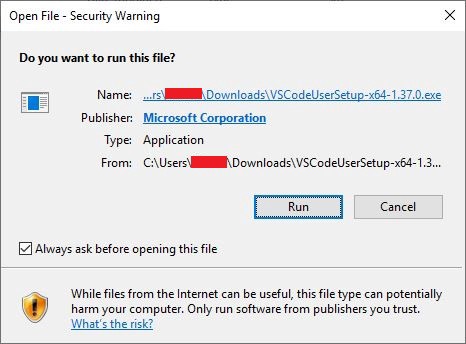 Open File - Security Warning
Do you want to run this file?
Name: ...rs\ \Downloads\VSCodeUserSetup-x64-1.37.0.exe
Publisher: Microsoft Corporation
Type: Application
From: C:\Users\ \Downloads\VSCodeUserSetup-x64-1.3...
Run Cancel
Always ask before opening this file
While files from the Internet can be useful, this file type can potentially
harm your computer. Only run software from publishers you trust.
What's the risk?